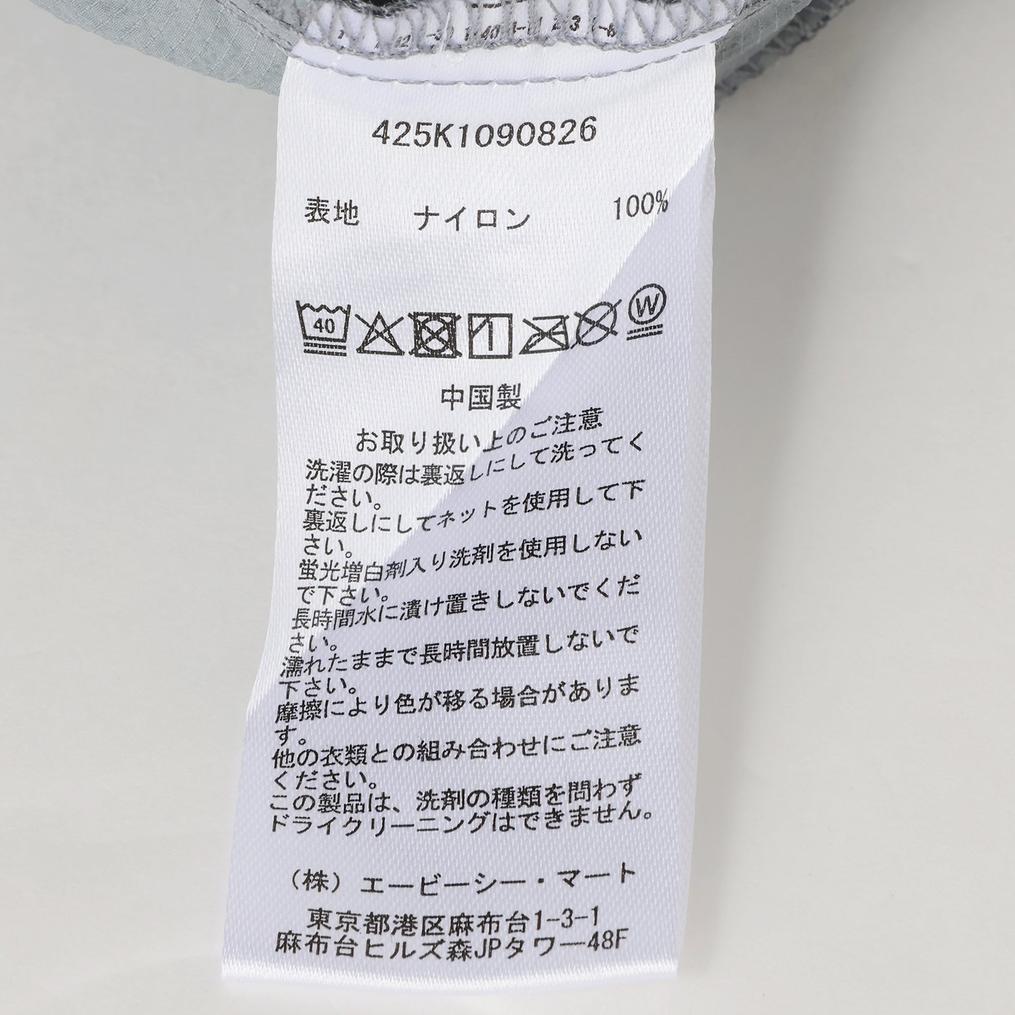 425K1090826
表地 ナイロン 100%
40
W
中国製
お取り扱い上のご注意
洗濯の際は裏返しにして洗ってく
ださい。
裏返しにしてネットを使用して下
さい。
蛍光増白剤入り洗剤を使用しない
で下さい。
長時間水に漬け置きしないでくだ
さい。
濡れたままで長時間放置しないで
下さい。
摩擦により色が移る場合がありま
す。
他の衣類との組み合わせにご注意
ください。
この製品は、洗剤の種類を問わず
ドライクリーニングはできません。
（株）エービーシー・マート
東京都港区麻布台1-3-1
麻布台ヒルズ森JPタワー48F